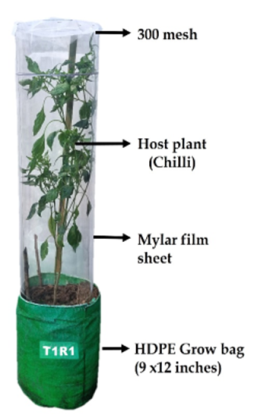 300 mesh
Host plant
(Chilli)
Mylar film
sheet
T1R1
HDPE Grow bag
(9 x12 inches)